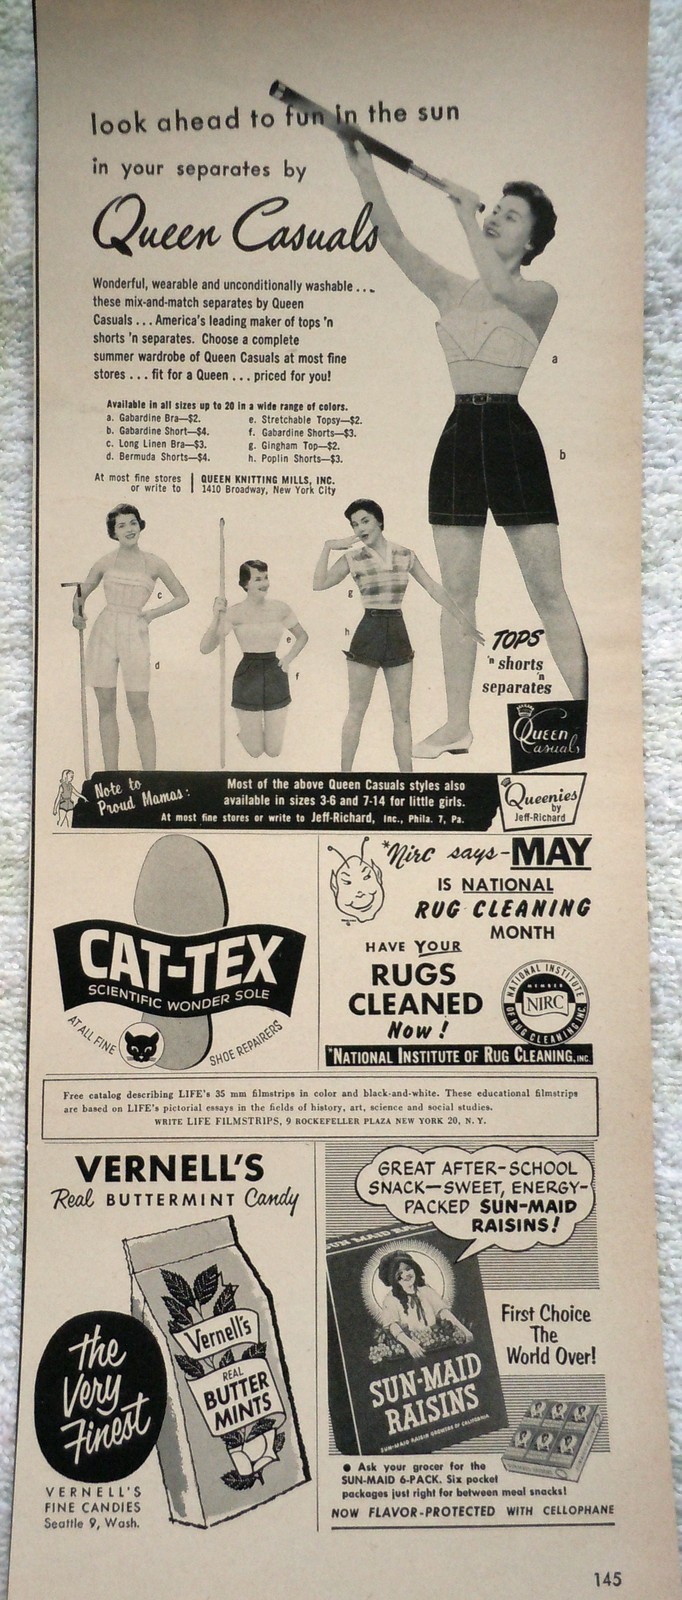 look ahead to fun in the sun
in your separates by
Queen Casuals
Wonderful, wearable and unconditionally washable ...
these mix-and-match separates by Queen
Casuals ... America's leading maker of tops 'n
shorts 'n separates. Choose a complete
summer wardrobe of Queen Casuals at most fine
stores ... fit for a Queen ... priced for you!
Available in all sizes up to 20 in a wide range of colors.
a. Gabardine Bra—$2.
b. Gabardine Short—$4.
c. Long Linen Bra—$3.
d. Bermuda Shorts—$4.
e. Stretchable Topsy—$2.
f. Gabardine Shorts—$3.
g. Gingham Top—$2.
h. Poplin Shorts—$3.
At most fine stores
or write to
QUEEN KNITTING MILLS, INC.
1410 Broadway, New York City
a
b
c
d
e
f
g
h
TOPS
'n shorts
'n
separates
Queen
Casuals
Note to
Proud Mamas:
Most of the above Queen Casuals styles also
available in sizes 3-6 and 7-14 for little girls.
At most fine stores or write to Jeff-Richard, Inc., Phila. 7, Pa.
Queenies
by
Jeff-Richard
CAT-TEX
SCIENTIFIC WONDER SOLE
AT ALL FINE
SHOE REPAIRERS
*Nirc says-MAY
IS NATIONAL
RUG CLEANING
MONTH
HAVE YOUR
RUGS
CLEANED
Now!
NATIONAL INSTITUTE
MEMBER
NIRC
OF RUG CLEANING INC.
*NATIONAL INSTITUTE OF RUG CLEANING, INC.
Free catalog describing LIFE's 35 mm filmstrips in color and black-and-white. These educational filmstrips
are based on LIFE's pictorial essays in the fields of history, art, science and social studies.
WRITE LIFE FILMSTRIPS, 9 ROCKEFELLER PLAZA NEW YORK 20, N. Y.
VERNELL'S
Real BUTTERMINT Candy
the
Very
Finest
Vernell's
REAL
BUTTER
MINTS
VERNELL'S
FINE CANDIES
Seattle 9, Wash.
GREAT AFTER-SCHOOL
SNACK—SWEET, ENERGY-
PACKED SUN-MAID
RAISINS!
SUN-MAID
RAISINS
SUN-MAID RAISIN GROWERS OF CALIFORNIA
First Choice
The
World Over!
● Ask your grocer for the
SUN-MAID 6-PACK. Six pocket
packages just right for between meal snacks!
NOW FLAVOR-PROTECTED WITH CELLOPHANE
145